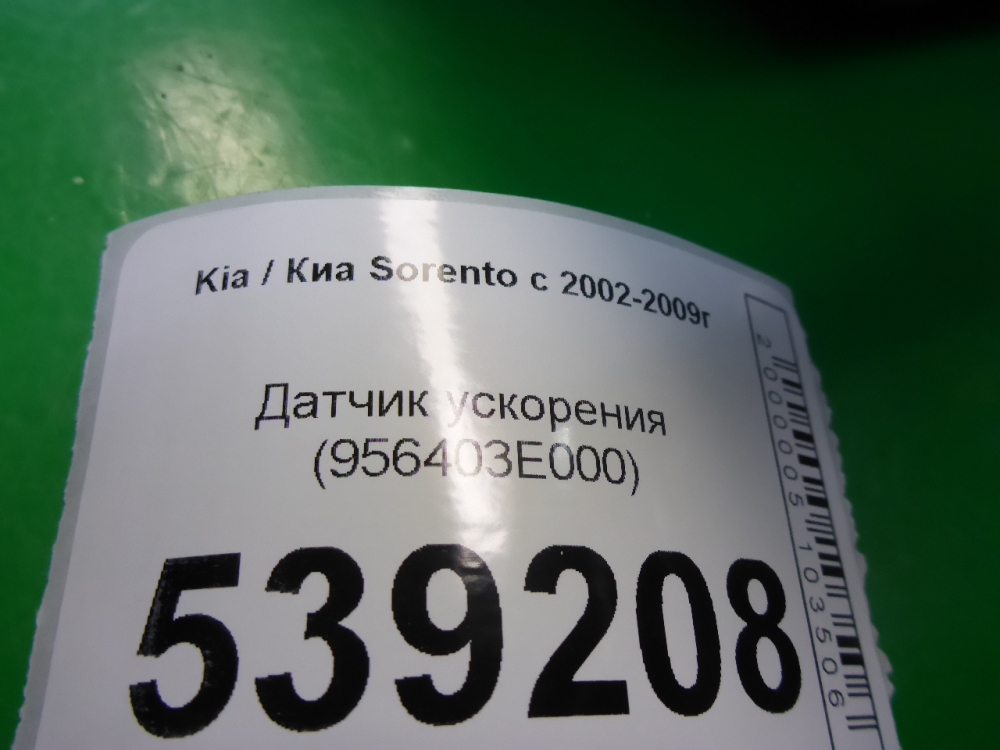 Kia / Киа Sorento с 2002-2009г
Датчик ускорения
(956403E000)
539208
2000005103506